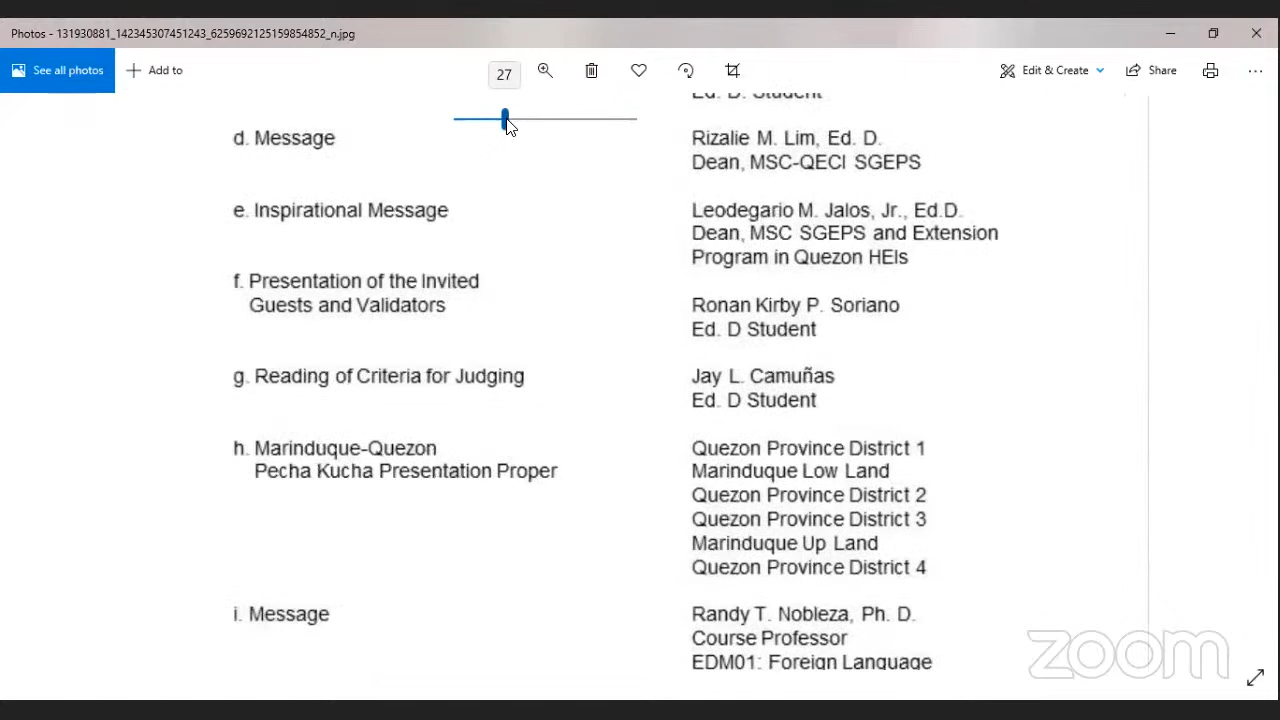 Photos - 131930881_142345307451243_6259692125159854852_n.jpg
See all photos
Add to
27
Edit & Create
Share
Ed. D. Student
d. Message
Rizalie M. Lim, Ed. D.
Dean, MSC-QECI SGEPS
e. Inspirational Message
Leodegario M. Jalos, Jr., Ed.D.
Dean, MSC SGEPS and Extension
Program in Quezon HEIs
f. Presentation of the Invited
Guests and Validators
Ronan Kirby P. Soriano
Ed. D Student
g. Reading of Criteria for Judging
Jay L. Camuñas
Ed. D Student
h. Marinduque-Quezon
Pecha Kucha Presentation Proper
Quezon Province District 1
Marinduque Low Land
Quezon Province District 2
Quezon Province District 3
Marinduque Up Land
Quezon Province District 4
i. Message
Randy T. Nobleza, Ph. D.
Course Professor
EDM01: Foreign Language
zoom